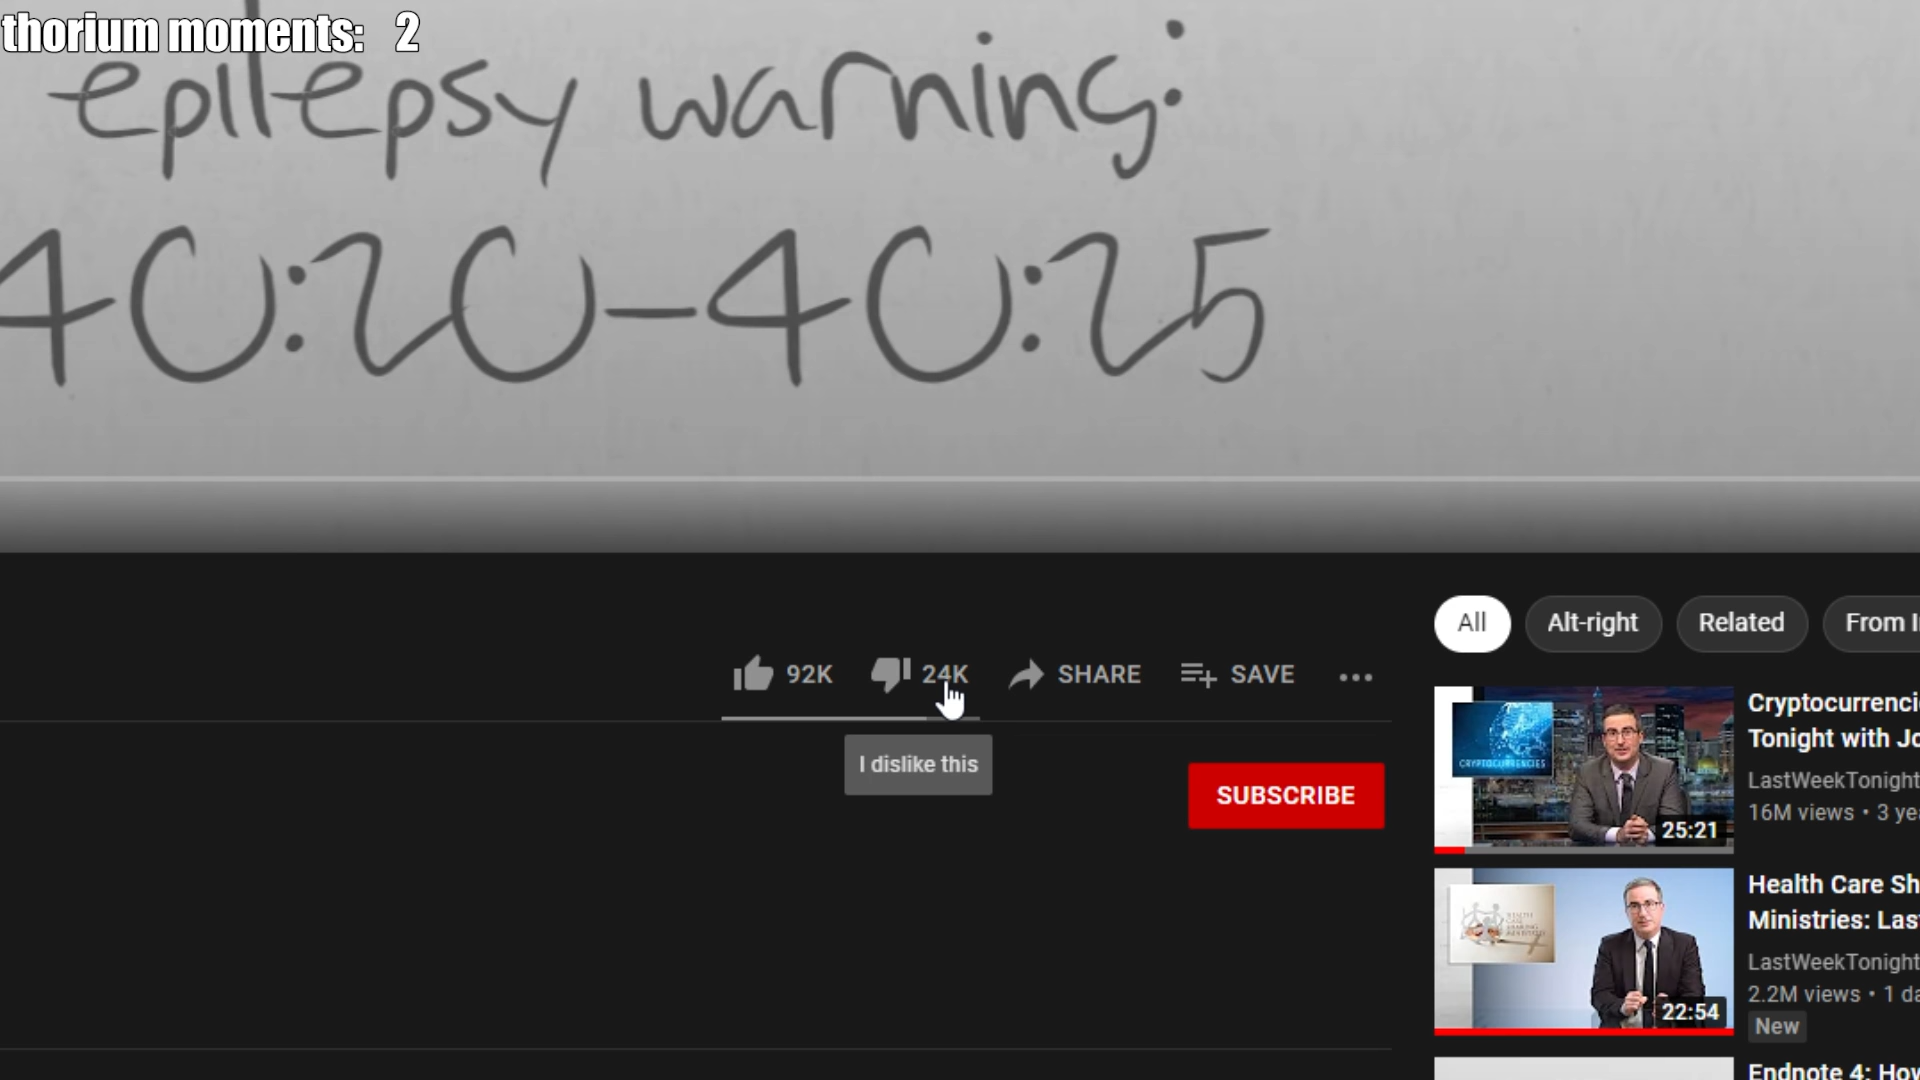 thorium moments: 2
epilepsy warning:
40:20-40:25
92K
24K
SHARE
SAVE
I dislike this
SUBSCRIBE
All
Alt-right
Related
From I
CRYPTOCURRENCIES
25:21
Cryptocurrenci
Tonight with Jo
LastWeekTonight
16M views • 3 ye
22:54
Health Care Sh
Ministries: Las
LastWeekTonight
2.2M views • 1 da
New
Endnote 4: How